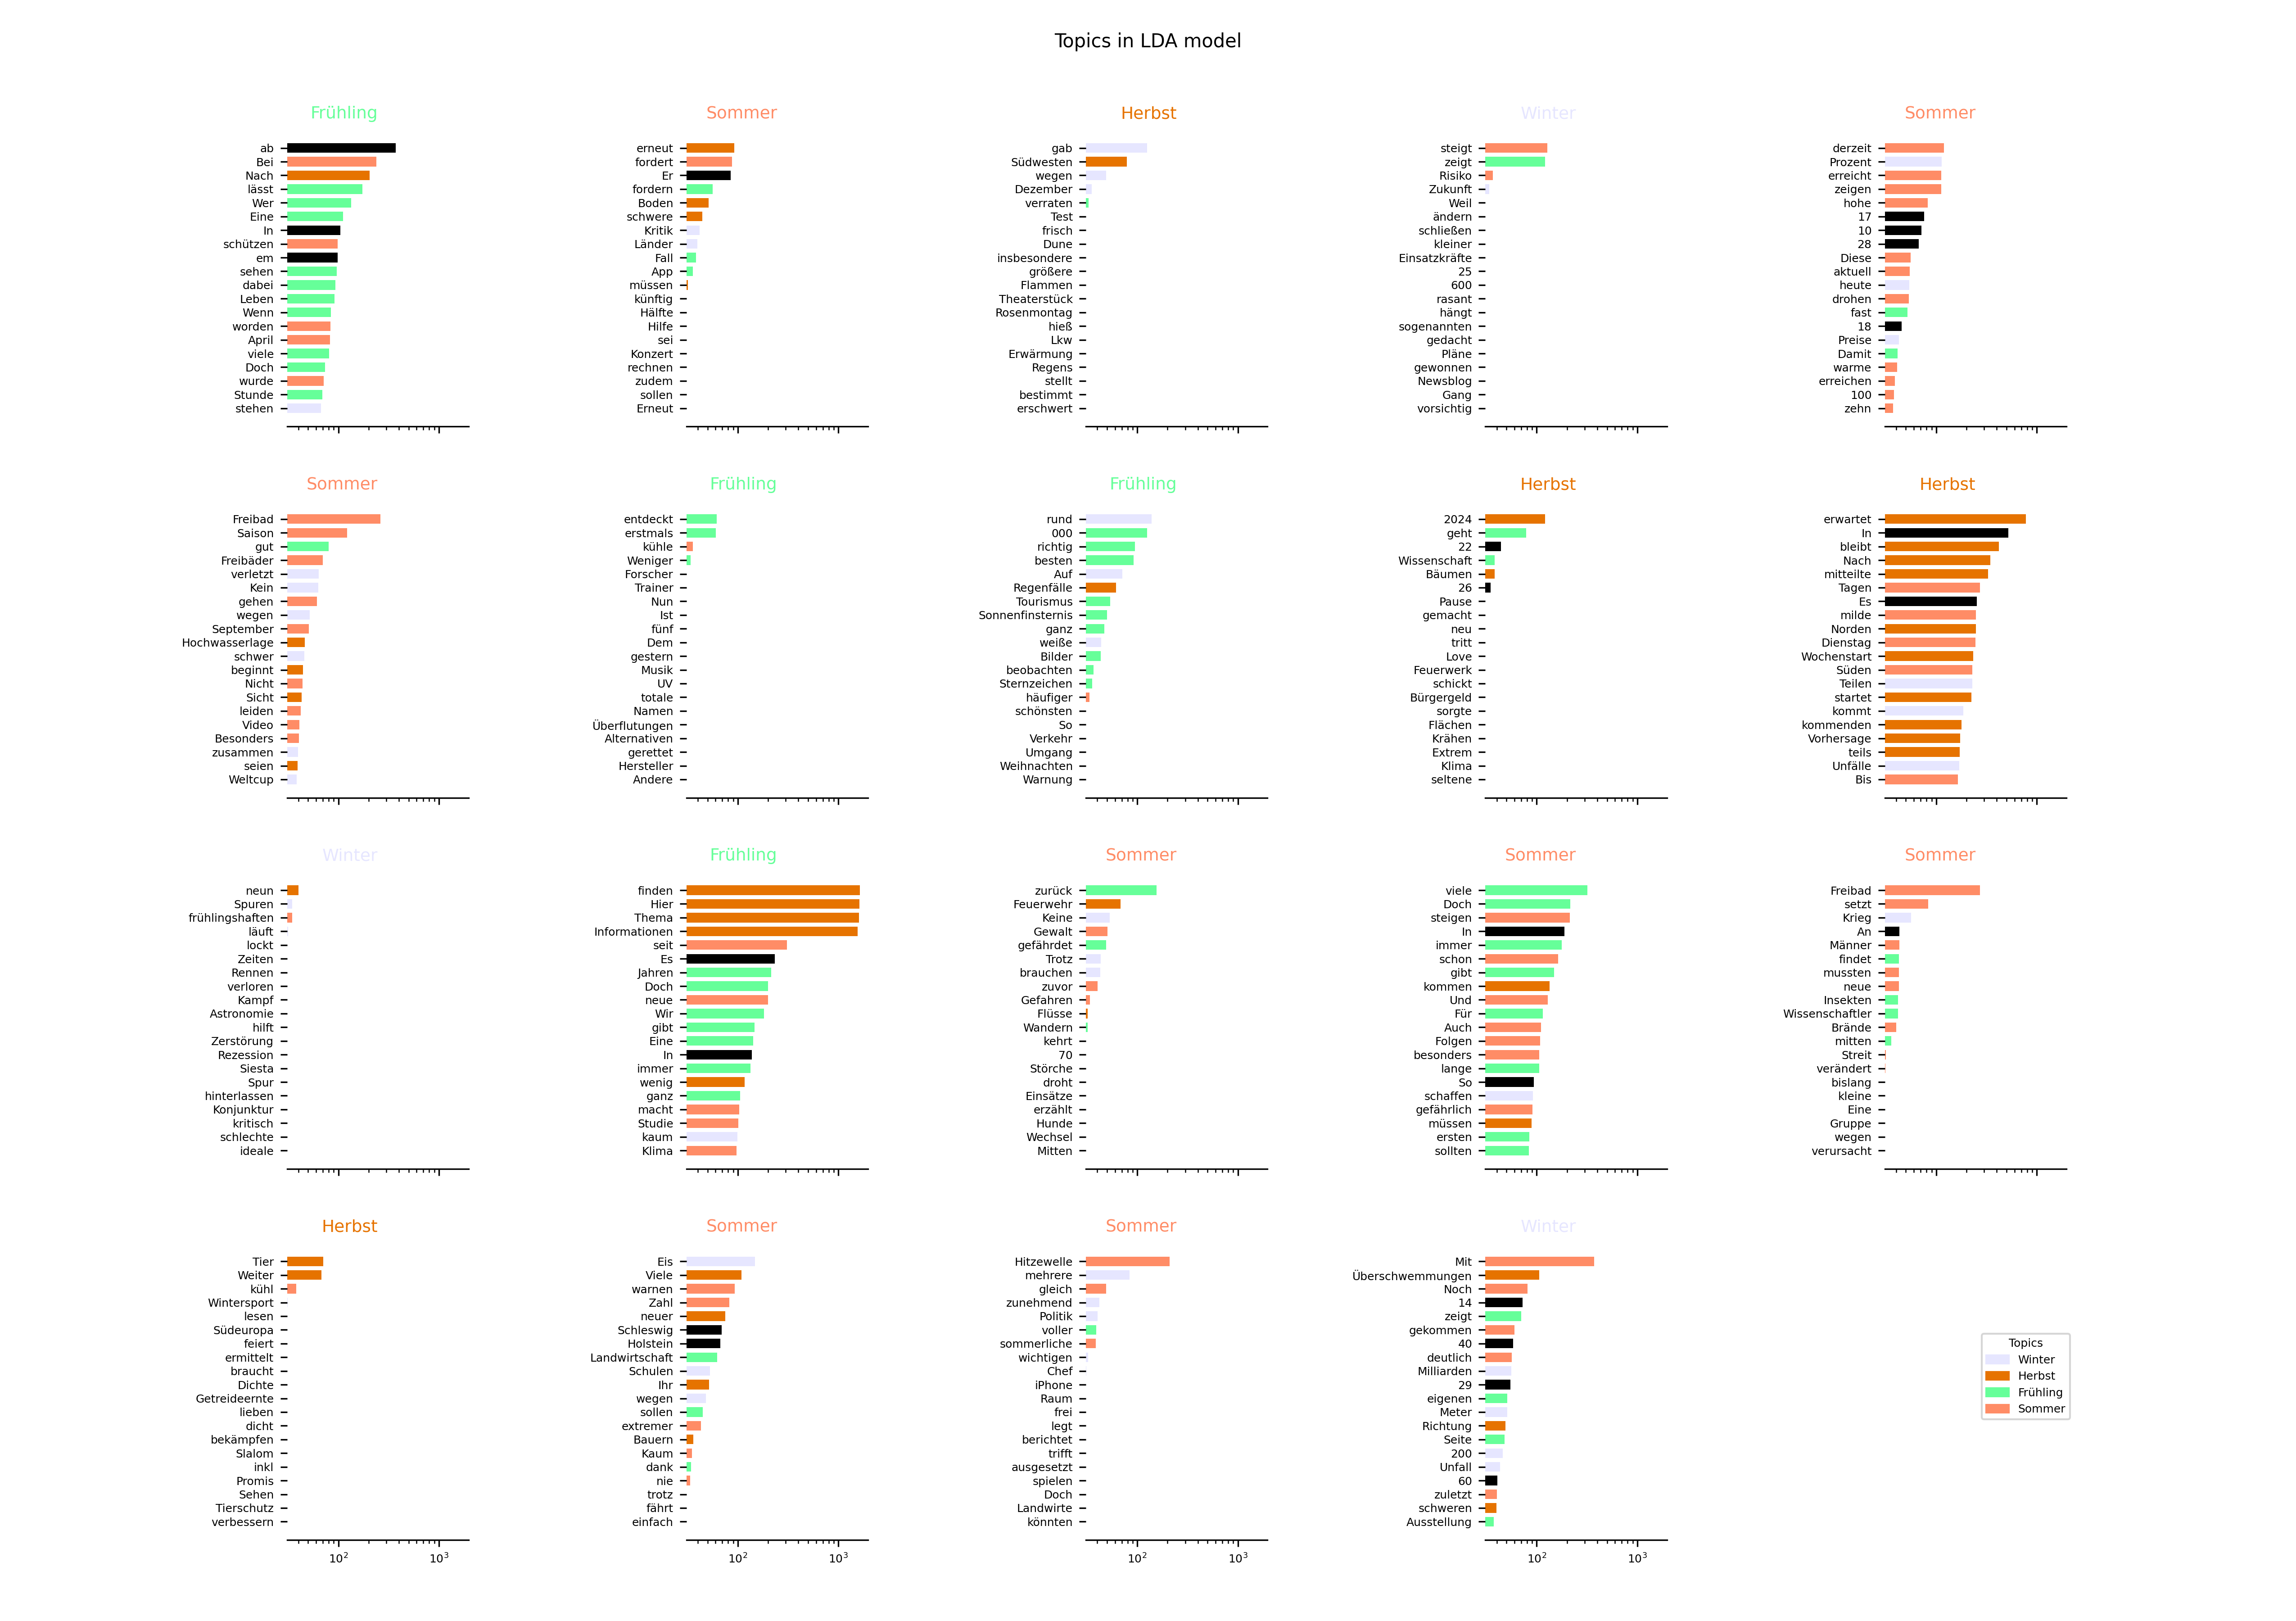 Topics in LDA model
Frühling
ab
Bei
Nach
lässt
Wer
Eine
In
schützen
em
sehen
dabei
Leben
Wenn
worden
April
viele
Doch
wurde
Stunde
stehen
Sommer
erneut
fordert
Er
fordern
Boden
schwere
Kritik
Länder
Fall
App
müssen
künftig
Hälfte
Hilfe
sei
Konzert
rechnen
zudem
sollen
Erneut
Herbst
gab
Südwesten
wegen
Dezember
verraten
Test
frisch
Dune
insbesondere
größere
Flammen
Theaterstück
Rosenmontag
hieß
Lkw
Erwärmung
Regens
stellt
bestimmt
erschwert
Winter
steigt
zeigt
Risiko
Zukunft
Weil
ändern
schließen
kleiner
Einsatzkräfte
25
600
rasant
hängt
sogenannten
gedacht
Pläne
gewonnen
Newsblog
Gang
vorsichtig
Sommer
derzeit
Prozent
erreicht
zeigen
hohe
17
10
28
Diese
aktuell
heute
drohen
fast
18
Preise
Damit
warme
erreichen
100
zehn
Sommer
Freibad
Saison
gut
Freibäder
verletzt
Kein
gehen
wegen
September
Hochwasserlage
schwer
beginnt
Nicht
Sicht
leiden
Video
Besonders
zusammen
seien
Weltcup
Frühling
entdeckt
erstmals
kühle
Weniger
Forscher
Trainer
Nun
Ist
fünf
Dem
gestern
Musik
UV
totale
Namen
Überflutungen
Alternativen
gerettet
Hersteller
Andere
Frühling
rund
000
richtig
besten
Auf
Regenfälle
Tourismus
Sonnenfinsternis
ganz
weiße
Bilder
beobachten
Sternzeichen
häufiger
schönsten
So
Verkehr
Umgang
Weihnachten
Warnung
Herbst
2024
geht
22
Wissenschaft
Bäumen
26
Pause
gemacht
neu
tritt
Love
Feuerwerk
schickt
Bürgergeld
sorgte
Flächen
Krähen
Extrem
Klima
seltene
Herbst
erwartet
In
bleibt
Nach
mitteilte
Tagen
Es
milde
Norden
Dienstag
Wochenstart
Süden
Teilen
startet
kommt
kommenden
Vorhersage
teils
Unfälle
Bis
Winter
neun
Spuren
frühlingshaften
läuft
lockt
Zeiten
Rennen
verloren
Kampf
Astronomie
hilft
Zerstörung
Rezession
Siesta
Spur
hinterlassen
Konjunktur
kritisch
schlechte
ideale
Frühling
finden
Hier
Thema
Informationen
seit
Es
Jahren
Doch
neue
Wir
gibt
Eine
In
immer
wenig
ganz
macht
Studie
kaum
Klima
Sommer
zurück
Feuerwehr
Keine
Gewalt
gefährdet
Trotz
brauchen
zuvor
Gefahren
Flüsse
Wandern
kehrt
70
Störche
droht
Einsätze
erzählt
Hunde
Wechsel
Mitten
Sommer
viele
Doch
steigen
In
immer
schon
gibt
kommen
Und
Für
Auch
Folgen
besonders
lange
So
schaffen
gefährlich
müssen
ersten
sollten
Sommer
Freibad
setzt
Krieg
An
Männer
findet
mussten
neue
Insekten
Wissenschaftler
Brände
mitten
Streit
verändert
bislang
kleine
Eine
Gruppe
wegen
verursacht
Herbst
Tier
Weiter
kühl
Wintersport
lesen
Südeuropa
feiert
ermittelt
braucht
Dichte
Getreideernte
lieben
dicht
bekämpfen
Slalom
inkl
Promis
Sehen
Tierschutz
verbessern
10²
10³
Sommer
Eis
Viele
warnen
Zahl
neuer
Schleswig
Holstein
Landwirtschaft
Schulen
Ihr
wegen
sollen
extremer
Bauern
Kaum
dank
nie
trotz
fährt
einfach
10²
10³
Sommer
Hitzewelle
mehrere
gleich
zunehmend
Politik
voller
sommerliche
wichtigen
Chef
iPhone
Raum
frei
legt
berichtet
trifft
ausgesetzt
spielen
Doch
Landwirte
könnten
10²
10³
Winter
Mit
Überschwemmungen
Noch
14
zeigt
gekommen
40
deutlich
Milliarden
29
eigenen
Meter
Richtung
Seite
200
Unfall
60
zuletzt
schweren
Ausstellung
10²
10³
Topics
Winter
Herbst
Frühling
Sommer